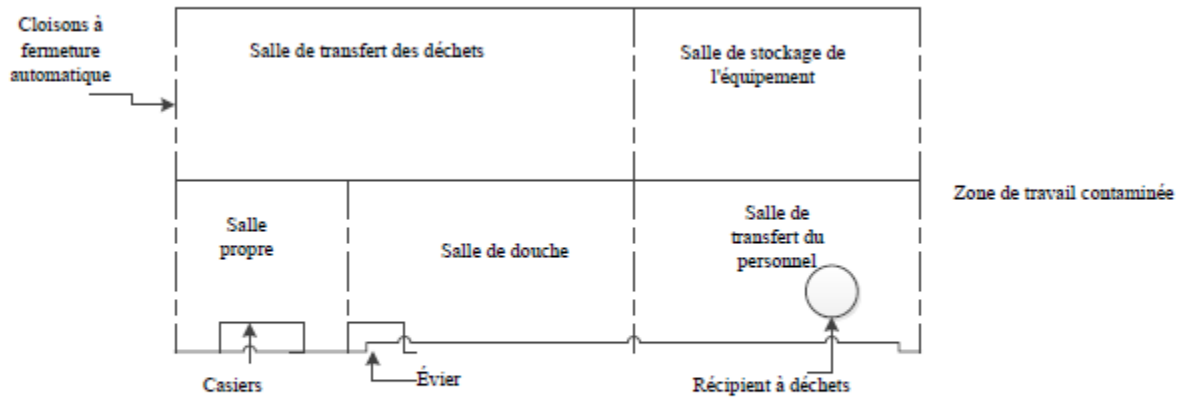 Cloisons à
fermeture
automatique
Salle de transfert des déchets
Salle de stockage de
l'équipement
Zone de travail contaminée
Salle
propre
Salle de douche
Salle de
transfert du
personnel
Casiers
Évier
Récipient à déchets